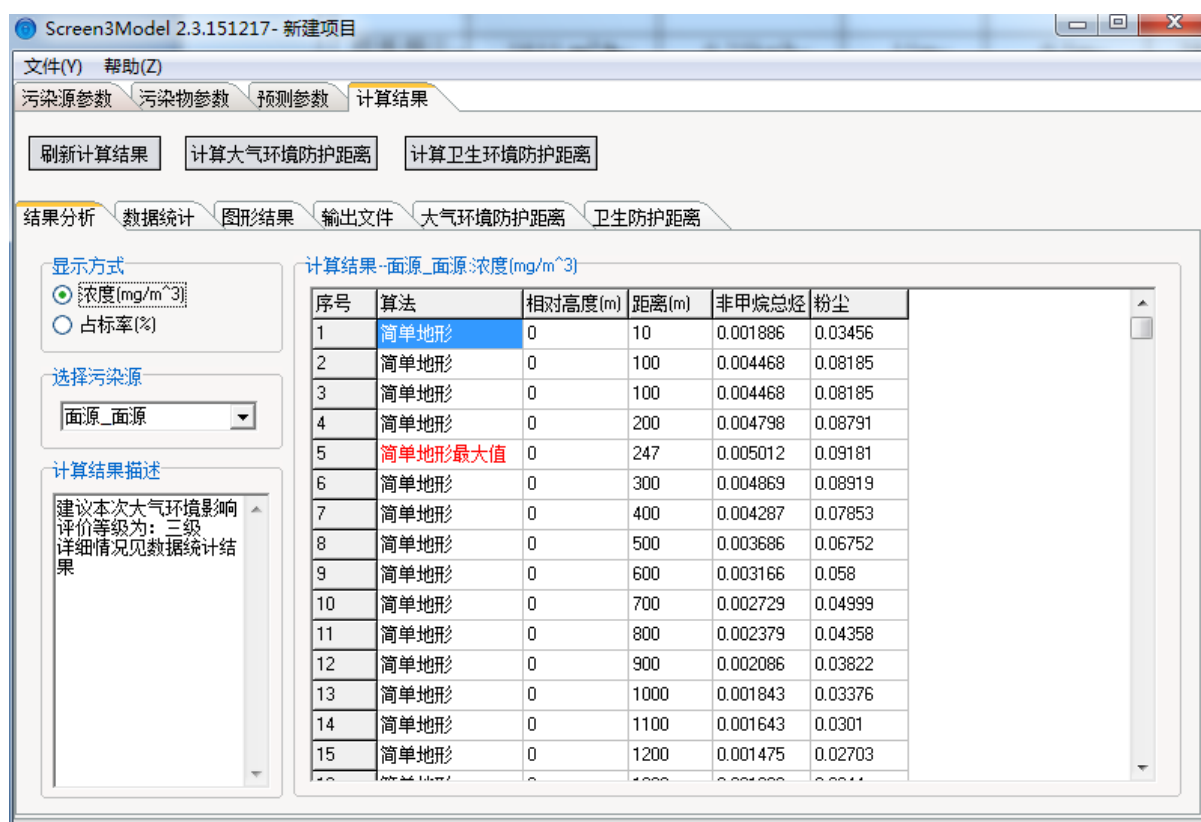 Screen3Model 2.3.151217- 新建项目
文件(Y) 帮助(Z)
污染源参数 污染物参数 预测参数 计算结果
刷新计算结果 计算大气环境防护距离 计算卫生环境防护距离
结果分析 数据统计 图形结果 输出文件 大气环境防护距离 卫生防护距离
显示方式
浓度(mg/m^3)
占标率(%)
选择污染源
面源_面源
计算结果描述
建议本次大气环境影响
评价等级为：三级
详细情况见数据统计结
果
计算结果--面源_面源:浓度(mg/m^3)
序号 算法 相对高度(m) 距离(m) 非甲烷总烃 粉尘
1 简单地形 0 10 0.001886 0.03456
2 简单地形 0 100 0.004468 0.08185
3 简单地形 0 100 0.004468 0.08185
4 简单地形 0 200 0.004798 0.08791
5 简单地形最大值 0 247 0.005012 0.09181
6 简单地形 0 300 0.004869 0.08919
7 简单地形 0 400 0.004287 0.07853
8 简单地形 0 500 0.003686 0.06752
9 简单地形 0 600 0.003166 0.058
10 简单地形 0 700 0.002729 0.04999
11 简单地形 0 800 0.002379 0.04358
12 简单地形 0 900 0.002086 0.03822
13 简单地形 0 1000 0.001843 0.03376
14 简单地形 0 1100 0.001643 0.0301
15 简单地形 0 1200 0.001475 0.02703